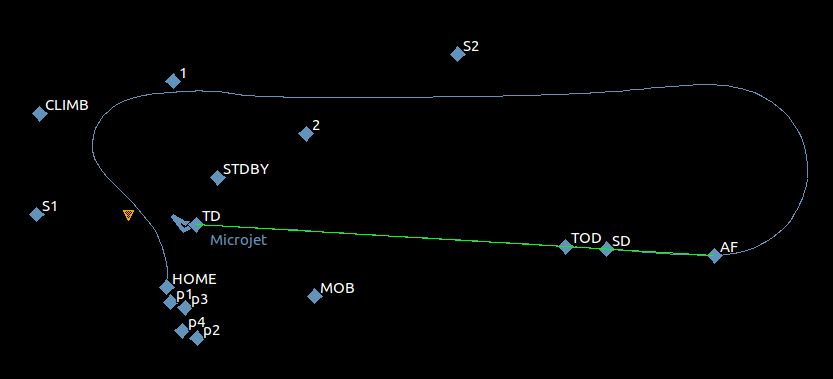 S2
1
CLIMB
2
STDBY
S1
TD
Microjet
TOD
SD
AF
HOME
MOB
p1
p3
p4
p2